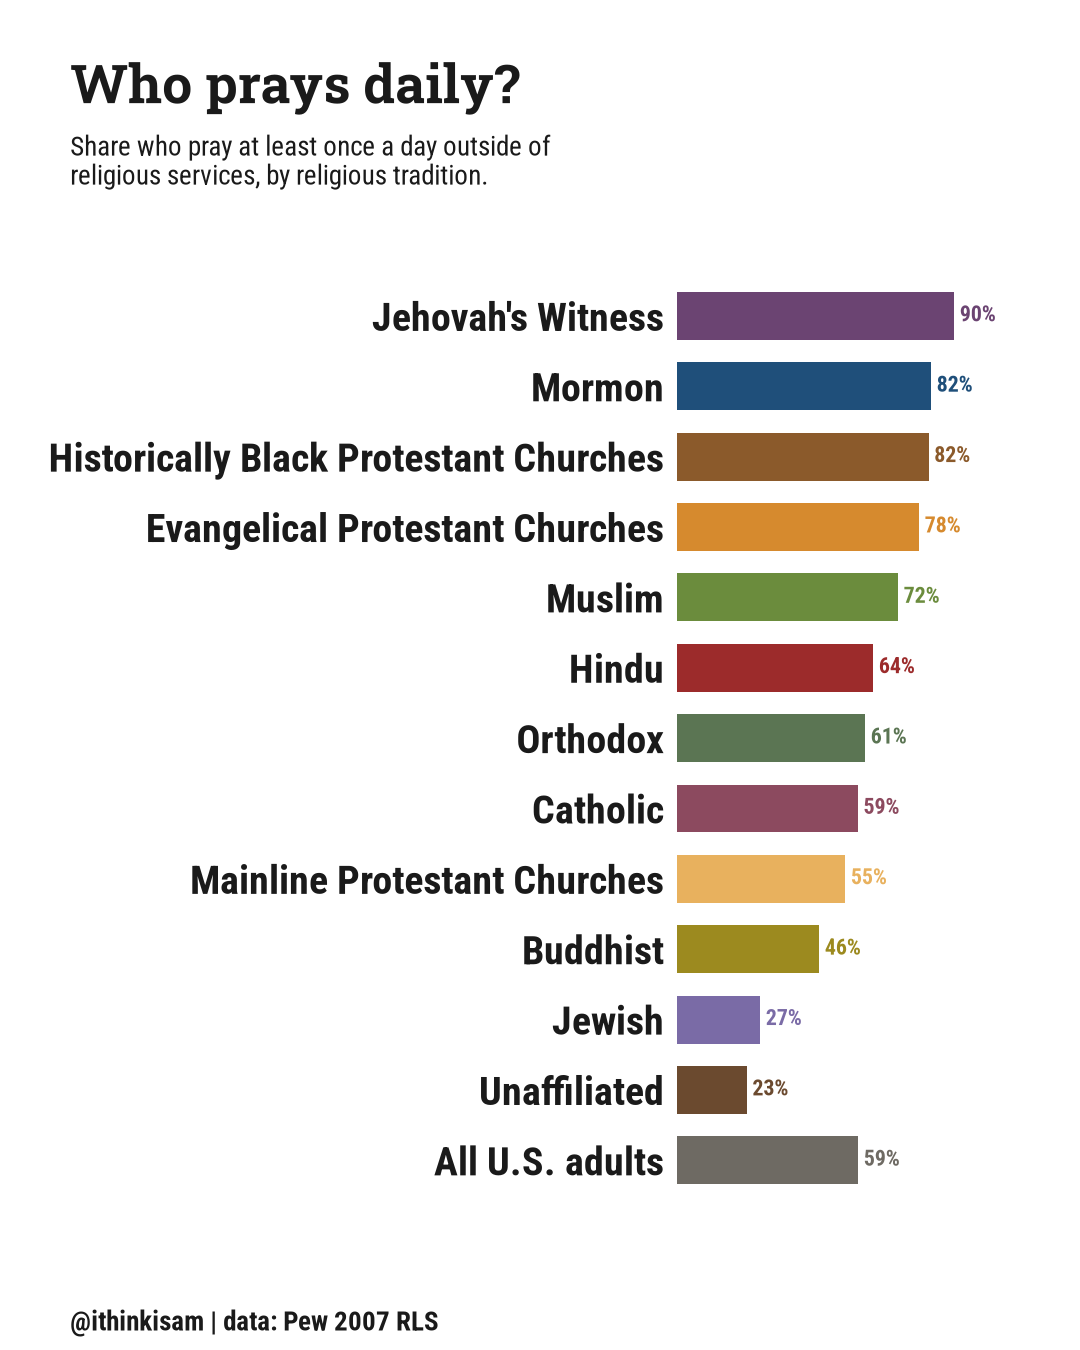 Who prays daily?
Share who pray at least once a day outside of
religious services, by religious tradition.
Jehovah's Witness 90%
Mormon 82%
Historically Black Protestant Churches 82%
Evangelical Protestant Churches 78%
Muslim 72%
Hindu 64%
Orthodox 61%
Catholic 59%
Mainline Protestant Churches 55%
Buddhist 46%
Jewish 27%
Unaffiliated 23%
All U.S. adults 59%
@ithinkisam | data: Pew 2007 RLS